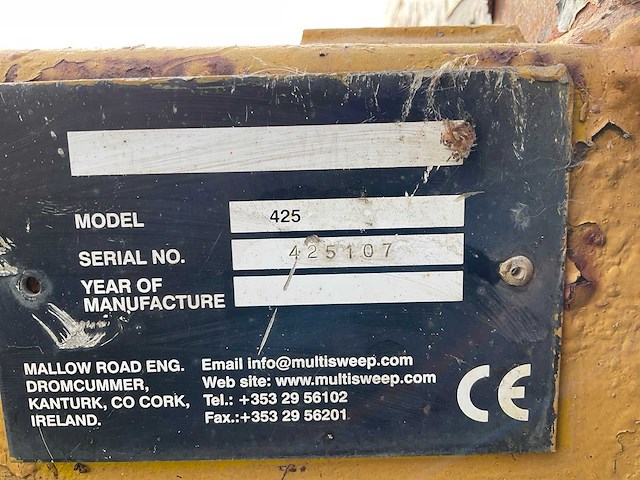 MODEL 425
SERIAL NO. 425107
YEAR OF
MANUFACTURE
MALLOW ROAD ENG.
DROMCUMMER,
KANTURK, CO CORK,
IRELAND.
Email info@multisweep.com
Web site: www.multisweep.com
Tel.: +353 29 56102
Fax.:+353 29 56201
CE